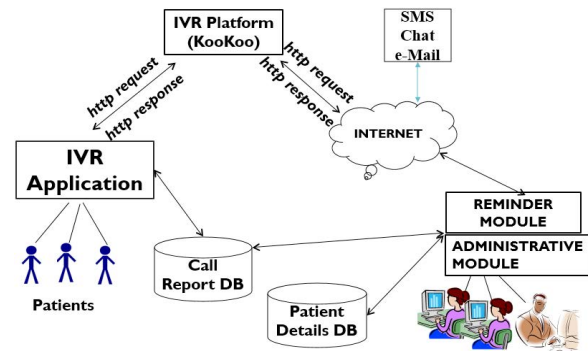 IVR Platform
(KooKoo)
SMS
Chat
e-Mail
http request
http response
http request
http response
INTERNET
IVR
Application
REMINDER
MODULE
ADMINISTRATIVE
MODULE
Call
Report DB
Patient
Details DB
Patients